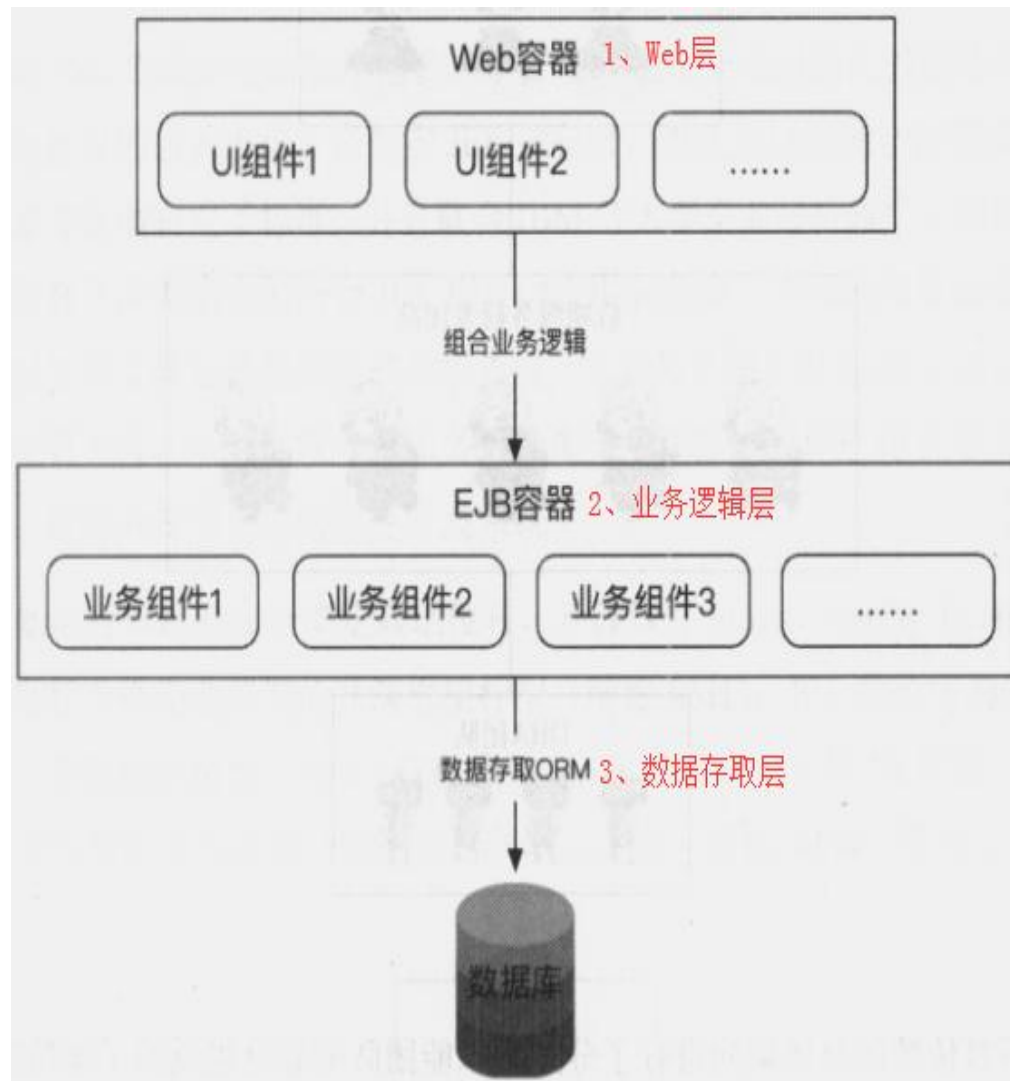 Web容器 1、Web层
UI组件1 UI组件2 ……
组合业务逻辑
EJB容器 2、业务逻辑层
业务组件1 业务组件2 业务组件3 ……
数据存取ORM 3、数据存取层
数据库